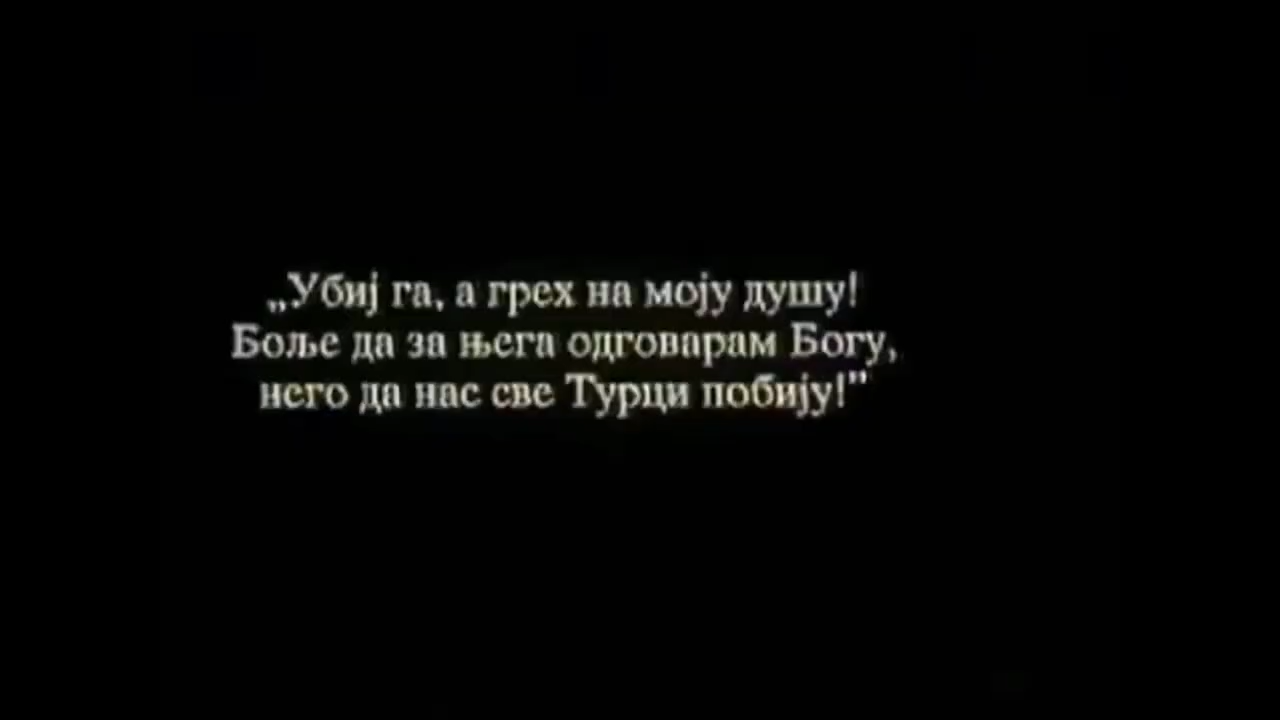 „Убиј га, а грех на моју душу!
Боље да за њега одговарам Богу,
него да нас све Турци побију!”